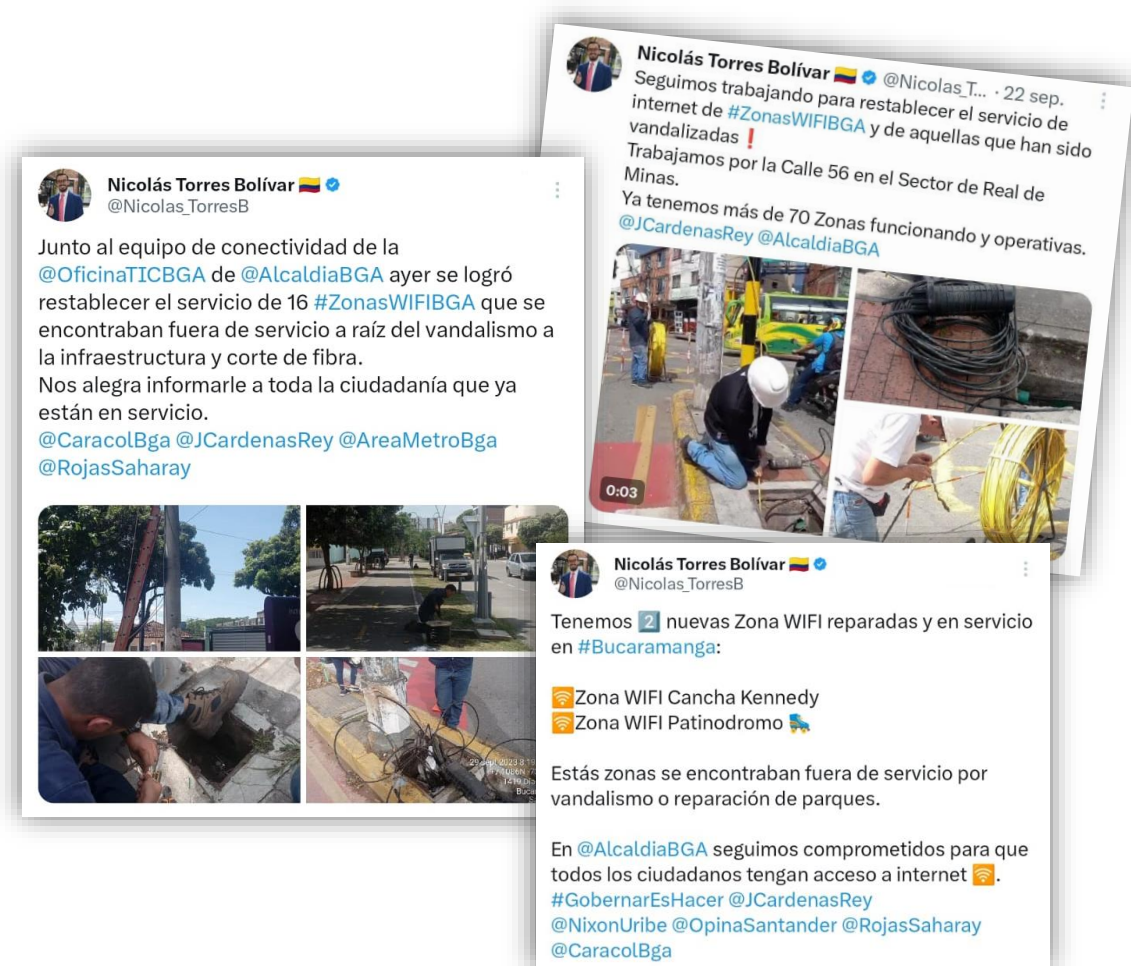 Nicolás Torres Bolívar 🇨🇴
@Nicolas_TorresB
Junto al equipo de conectividad de la
@OficinaTICBGA de @AlcaldiaBGA ayer se logró
restablecer el servicio de 16 #ZonasWIFIBGA que se
encontraban fuera de servicio a raíz del vandalismo a
la infraestructura y corte de fibra.
Nos alegra informarle a toda la ciudadanía que ya
están en servicio.
@CaracolBga @JCardenasRey @AreaMetroBga
@RojasSaharay
29 sept 2023 8:19
Nicolás Torres Bolívar 🇨🇴 @Nicolas_T... · 22 sep.
Seguimos trabajando para restablecer el servicio de
internet de #ZonasWIFIBGA y de aquellas que han sido
vandalizadas❗
Trabajamos por la Calle 56 en el Sector de Real de
Minas.
Ya tenemos más de 70 Zonas funcionando y operativas.
@JCardenasRey @AlcaldiaBGA
0:03
Nicolás Torres Bolívar 🇨🇴
@Nicolas_TorresB
Tenemos 2️⃣ nuevas Zona WIFI reparadas y en servicio
en #Bucaramanga:
🛜Zona WIFI Cancha Kennedy
🛜Zona WIFI Patinodromo 🛼
Estás zonas se encontraban fuera de servicio por
vandalismo o reparación de parques.
En @AlcaldiaBGA seguimos comprometidos para que
todos los ciudadanos tengan acceso a internet 🛜.
#GobernarEsHacer @JCardenasRey
@NixonUribe @OpinaSantander @RojasSaharay
@CaracolBga